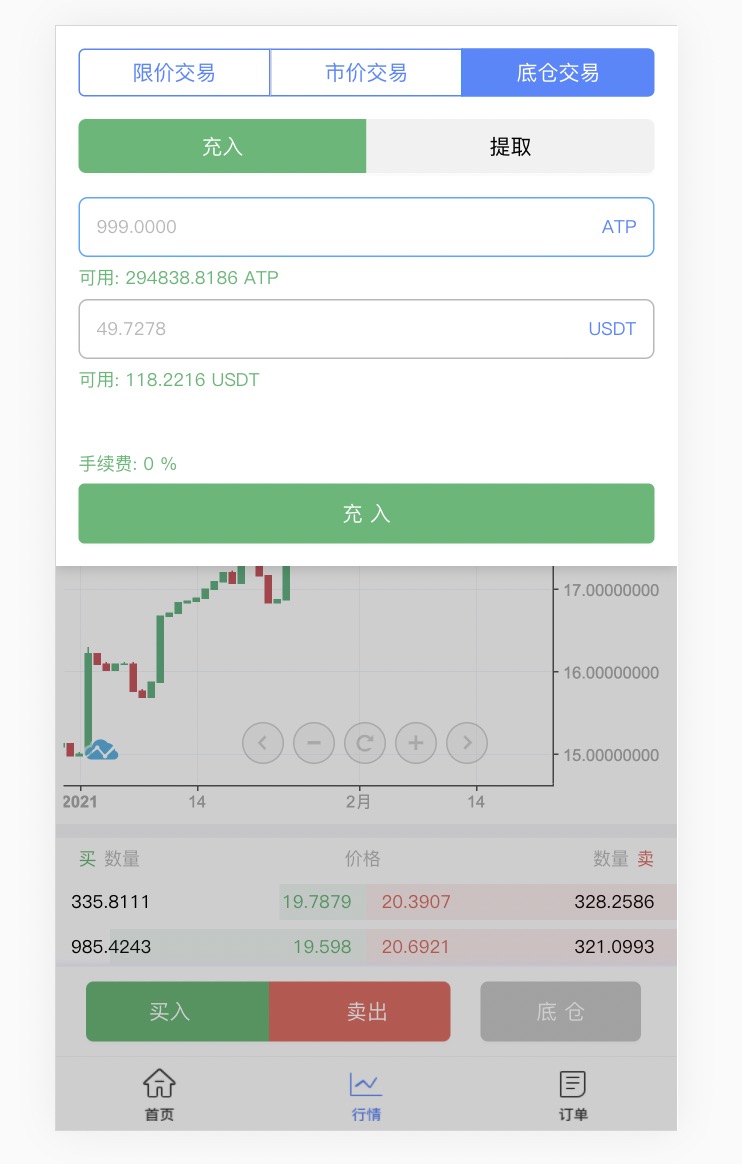 限价交易 市价交易 底仓交易
充入 提取
999.0000 ATP
可用: 294838.8186 ATP
49.7278 USDT
可用: 118.2216 USDT
手续费: 0 %
充 入
17.00000000
16.00000000
15.00000000
2021 14 2月 14
买 数量 价格 数量 卖
335.8111 19.7879 20.3907 328.2586
985.4243 19.598 20.6921 321.0993
买入 卖出 底 仓
首页 行情 订单